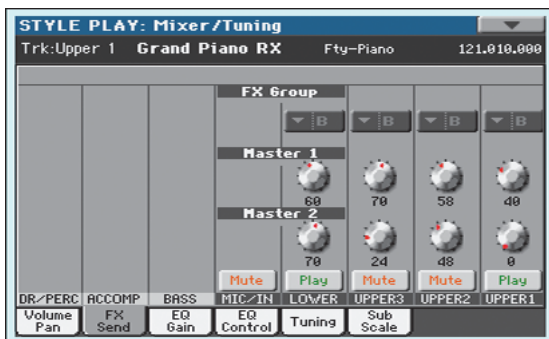 STYLE PLAY: Mixer/Tuning
Trk:Upper 1 Grand Piano RX Fty-Piano 121.010.000
FX Group
B B B B
Master 1
60 70 58 40
Master 2
70 24 48 0
Mute Play Mute Mute Play
DR/PERC ACCOMP BASS MIC/IN LOWER UPPER3 UPPER2 UPPER1
Volume Pan FX Send EQ Gain EQ Control Tuning Sub Scale